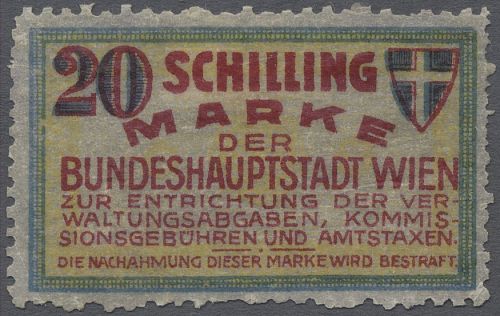 20 SCHILLING
MARKE
DER
BUNDESHAUPTSTADT WIEN
ZUR ENTRICHTUNG DER VER-
WALTUNGSABGABEN, KOMMIS-
SIONSGEBÜHREN UND AMTSTAXEN.
DIE NACHAHMUNG DIESER MARKE WIRD BESTRAFT.